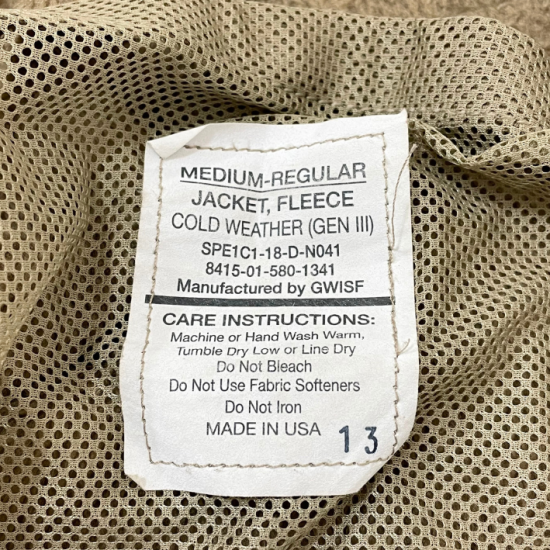 MEDIUM-REGULAR
JACKET, FLEECE
COLD WEATHER (GEN III)
SPE1C1-18-D-N041
8415-01-580-1341
Manufactured by GWISF
CARE INSTRUCTIONS:
Machine or Hand Wash Warm,
Tumble Dry Low or Line Dry
Do Not Bleach
Do Not Use Fabric Softeners
Do Not Iron
MADE IN USA
13